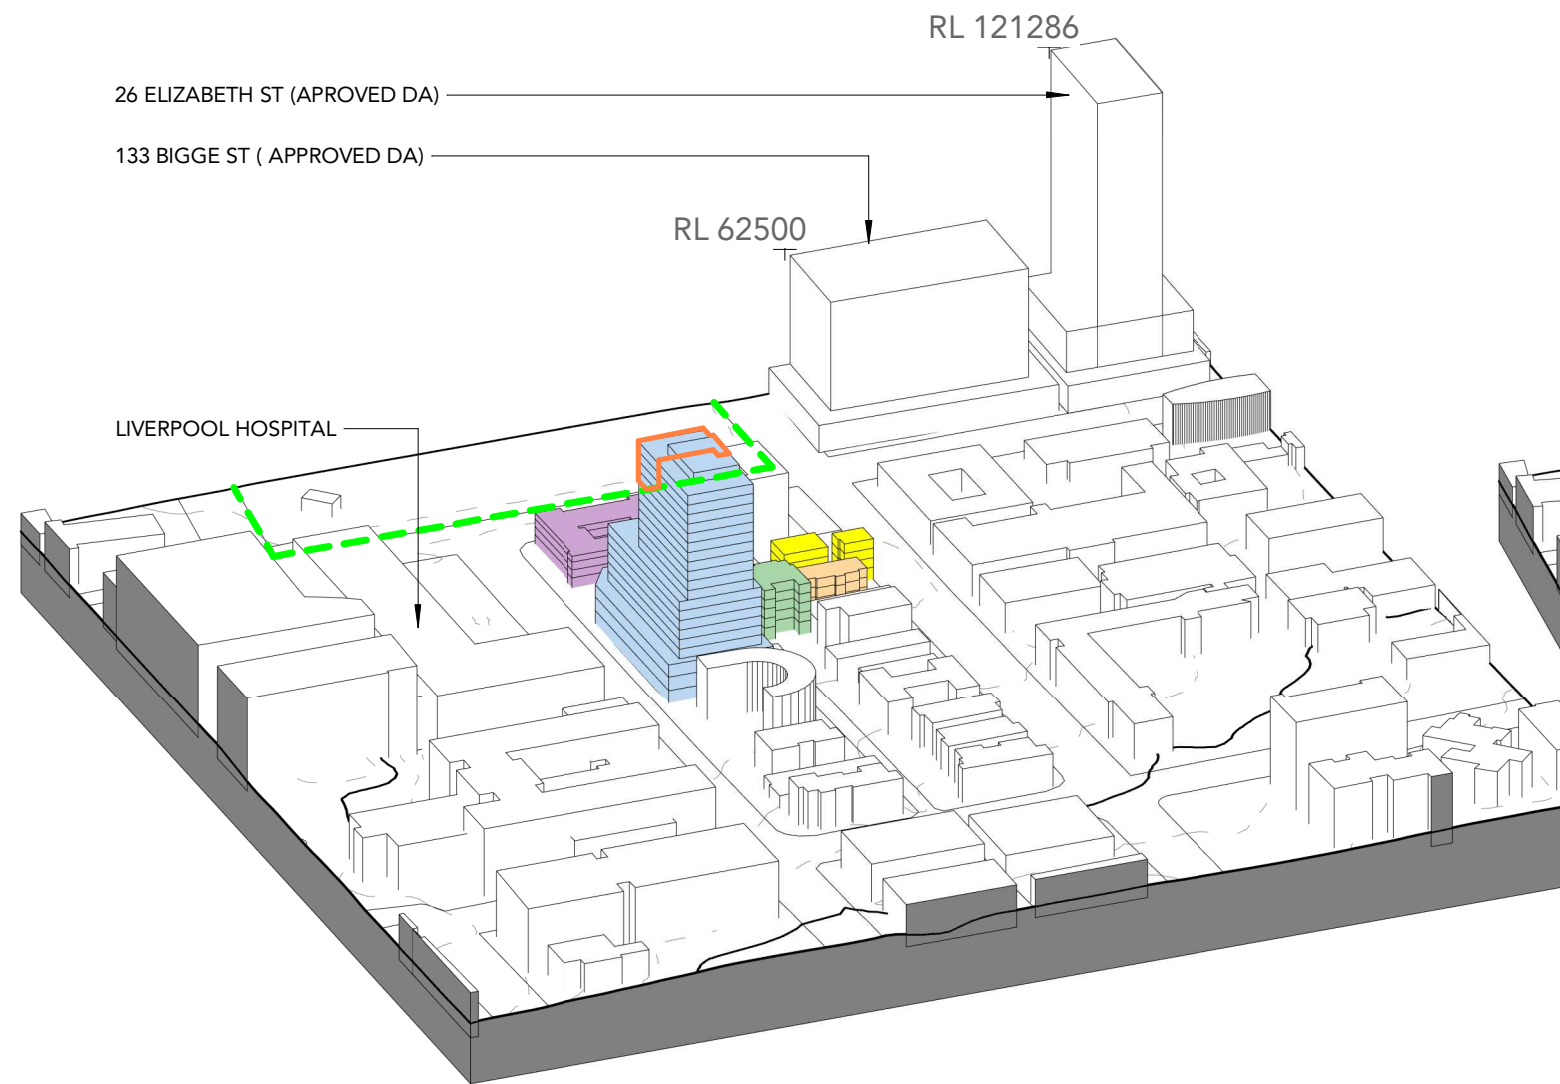 RL 121286
26 ELIZABETH ST (APROVED DA)
133 BIGGE ST ( APPROVED DA)
RL 62500
LIVERPOOL HOSPITAL